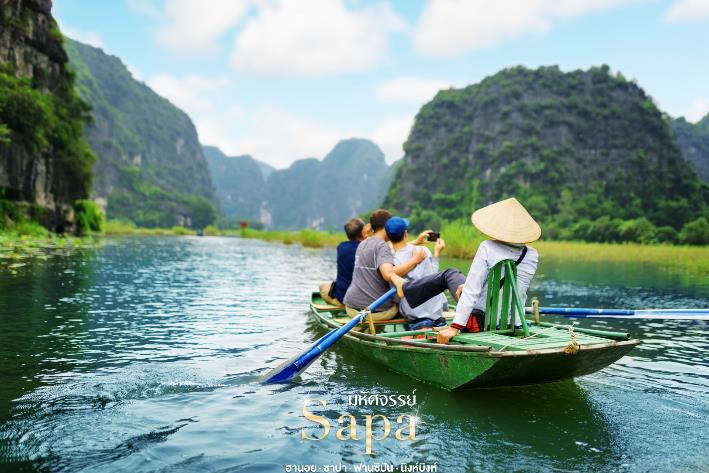 มหัศจรรย์
Sapa
ฮานอย · ซาปา · ฟานซิปัน · นิงห์บิงห์